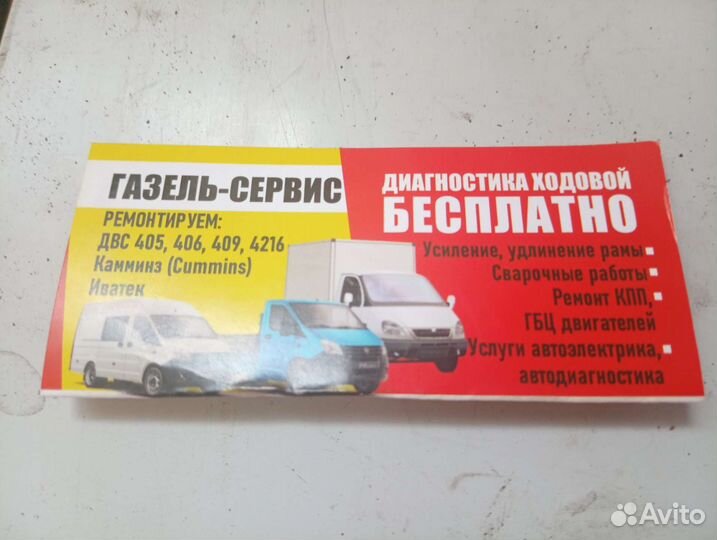 ГАЗЕЛЬ-СЕРВИС
РЕМОНТИРУЕМ:
ДВС 405, 406, 409, 4216
Камминз (Cummins)
Иватек
ДИАГНОСТИКА ХОДОВОЙ
БЕСПЛАТНО
Усиление, удлинение рамы
Сварочные работы
Ремонт КПП,
ГБЦ двигателей
Услуги автоэлектрика,
автодиагностика
Avito